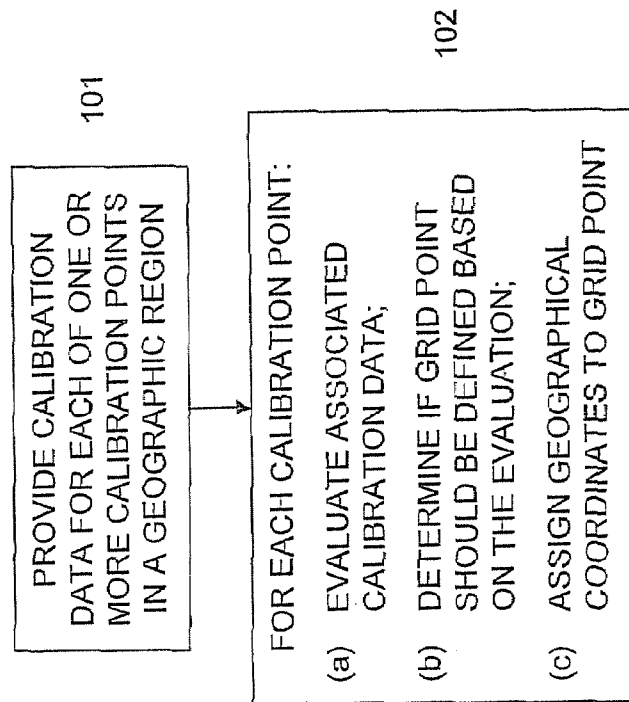 PROVIDE CALIBRATION
DATA FOR EACH OF ONE OR
MORE CALIBRATION POINTS
IN A GEOGRAPHIC REGION
101
FOR EACH CALIBRATION POINT:
(a) EVALUATE ASSOCIATED
CALIBRATION DATA;
(b) DETERMINE IF GRID POINT
SHOULD BE DEFINED BASED
ON THE EVALUATION;
(c) ASSIGN GEOGRAPHICAL
COORDINATES TO GRID POINT
102